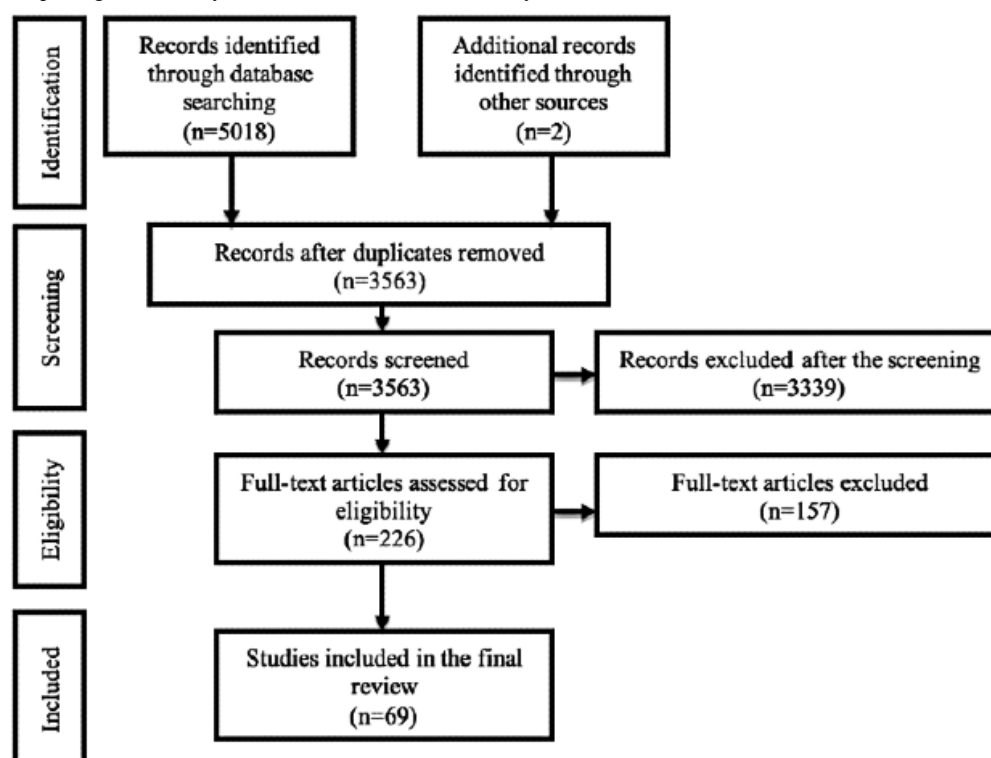 Identification
Records identified
through database
searching
(n=5018)
Additional records
identified through
other sources
(n=2)
Screening
Records after duplicates removed
(n=3563)
Records screened
(n=3563)
Records excluded after the screening
(n=3339)
Eligibility
Full-text articles assessed for
eligibility
(n=226)
Full-text articles excluded
(n=157)
Included
Studies included in the final
review
(n=69)